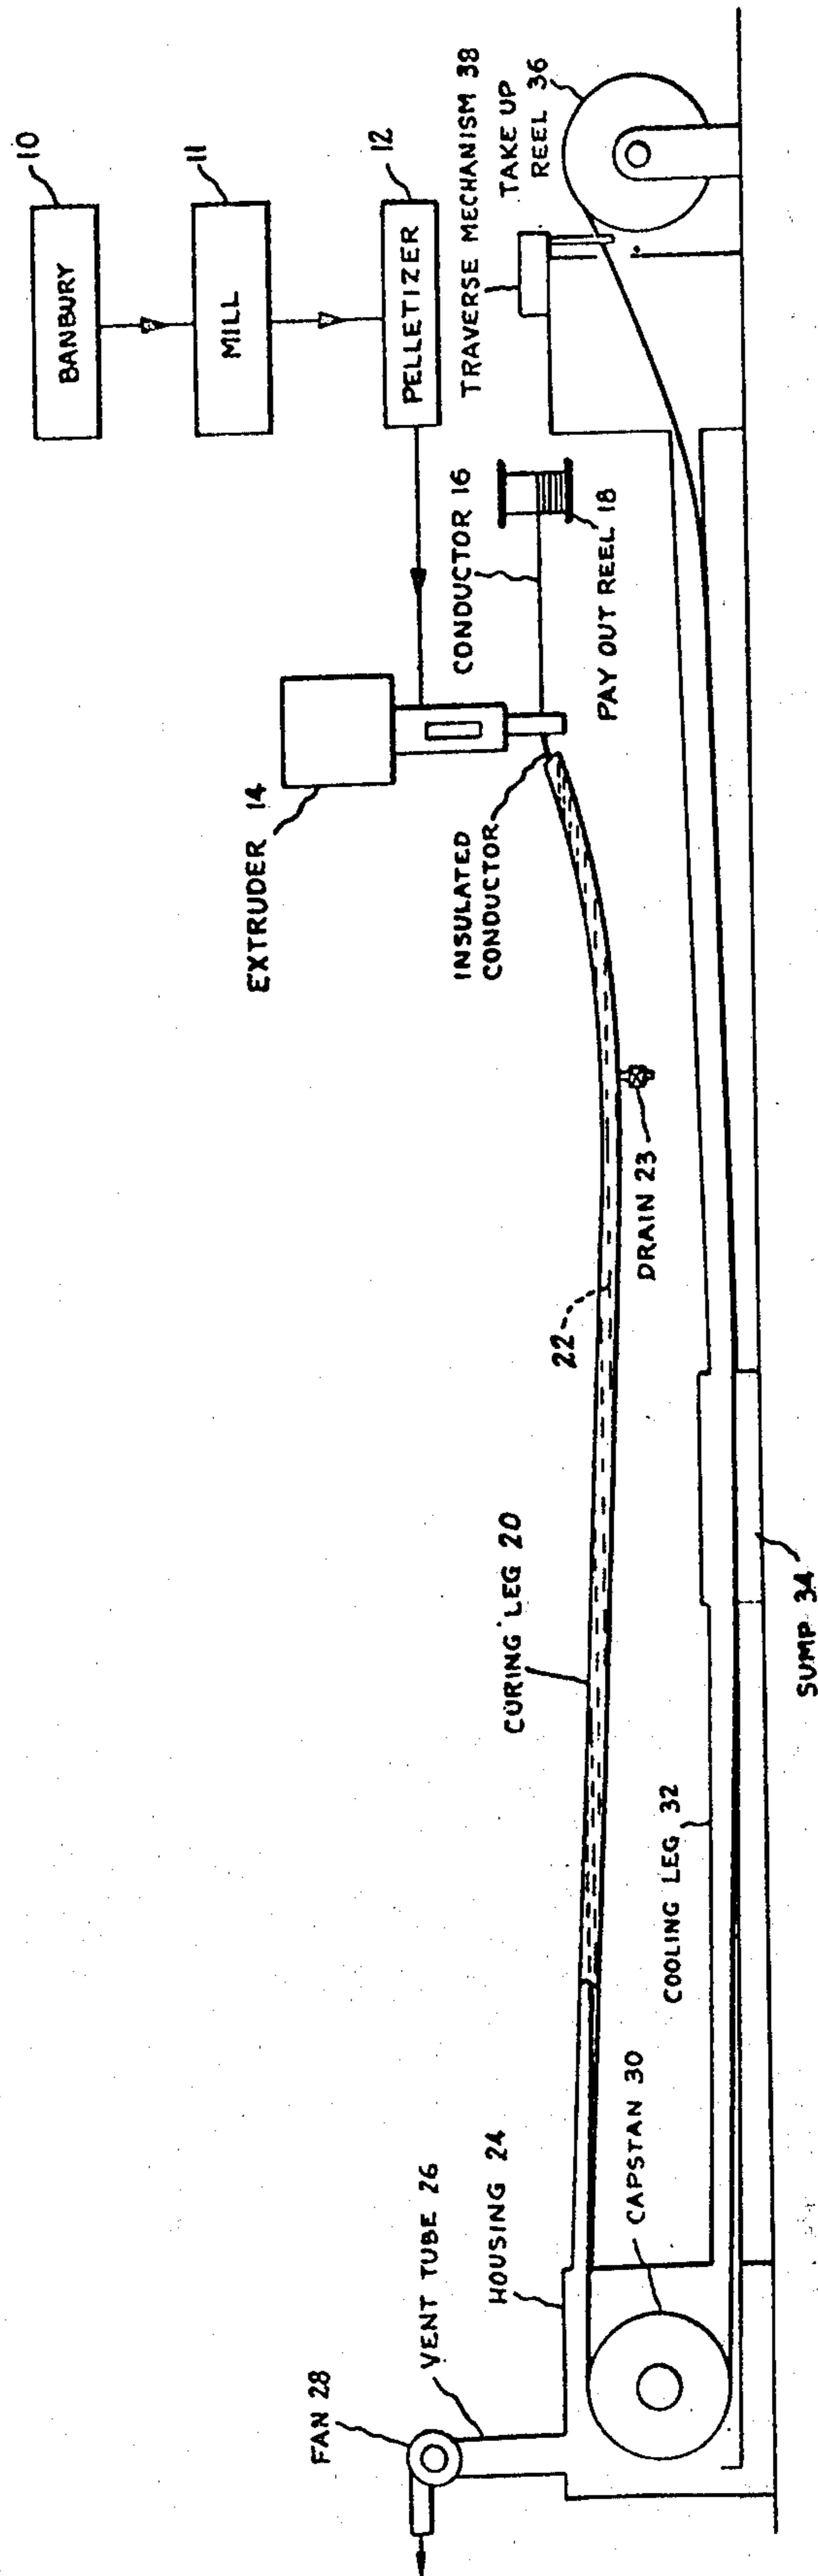 BANBURY
10
MILL
11
PELLETIZER
12
EXTRUDER 14
CONDUCTOR 16
PAY OUT REEL 18
TRAVERSE MECHANISM 38
TAKE UP
REEL 36
INSULATED
CONDUCTOR
DRAIN 23
22
CURING LEG 20
SUMP 34
COOLING LEG 32
CAPSTAN 30
HOUSING 24
VENT TUBE 26
FAN 28